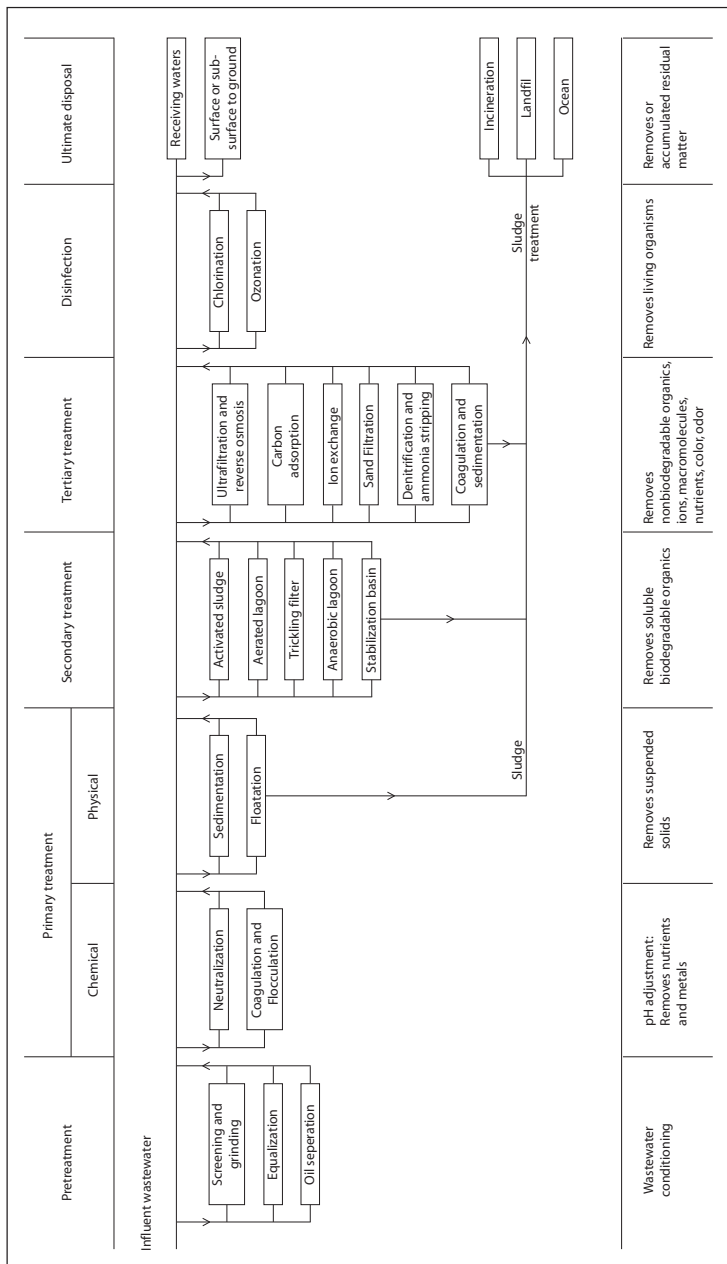 Pretreatment
Primary treatment
Chemical
Physical
Secondary treatment
Tertiary treatment
Disinfection
Ultimate disposal
Influent wastewater
Screening and
grinding
Equalization
Oil seperation
Neutralization
Coagulation and
Flocculation
Sedimentation
Floatation
Activated sludge
Aerated lagoon
Trickling filter
Anaerobic lagoon
Stabilization basin
Ultrafiltration and
reverse osmosis
Carbon
adsorption
Ion exchange
Sand Filtration
Denitrification and
ammonia stripping
Coagulation and
sedimentation
Chlorination
Ozonation
Receiving waters
Surface or sub-
surface to ground
Sludge
Sludge
treatment
Incineration
Landfil
Ocean
Wastewater
conditioning
pH adjustment:
Removes nutrients
and metals
Removes suspended
solids
Removes soluble
biodegradable organics
Removes
nonbiodegradable organics,
ions, macromolecules,
nutrients, color, odor
Removes living organisms
Removes or
accumulated residual
matter